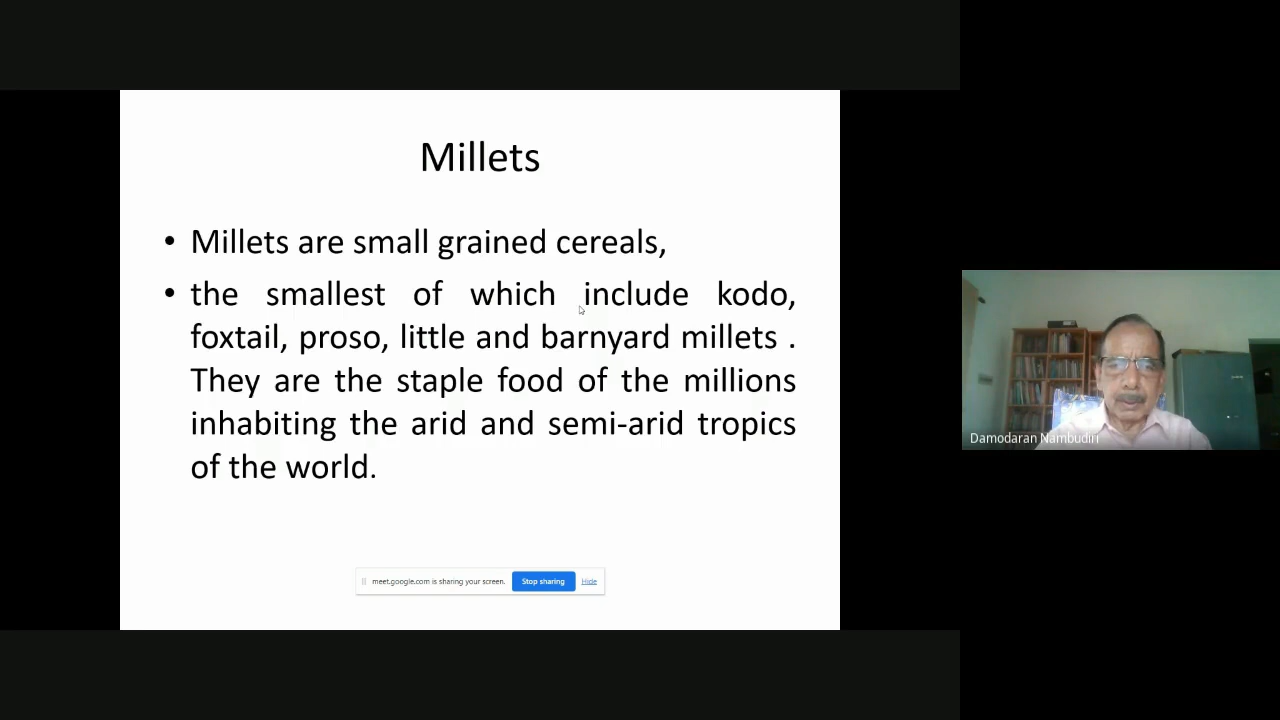 Millets
• Millets are small grained cereals,
• the smallest of which include kodo,
foxtail, proso, little and barnyard millets .
They are the staple food of the millions
inhabiting the arid and semi-arid tropics
of the world.
meet.google.com is sharing your screen. Stop sharing Hide
Damodaran Nambudiri